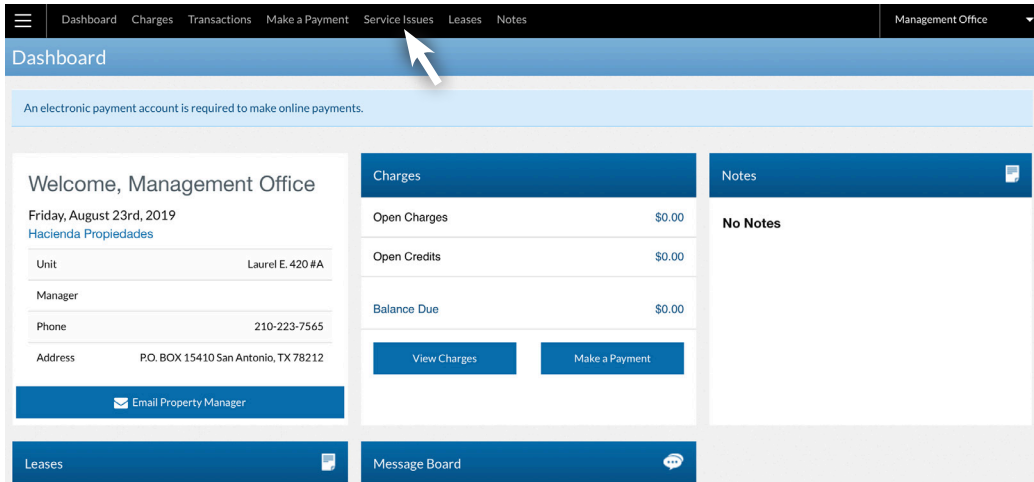 Dashboard Charges Transactions Make a Payment Service Issues Leases Notes Management Office
Dashboard
An electronic payment account is required to make online payments.
Welcome, Management Office
Friday, August 23rd, 2019
Hacienda Propiedades
Unit Laurel E. 420 #A
Manager
Phone 210-223-7565
Address P.O. BOX 15410 San Antonio, TX 78212
Email Property Manager
Charges
Open Charges $0.00
Open Credits $0.00
Balance Due $0.00
View Charges Make a Payment
Notes
No Notes
Leases
Message Board